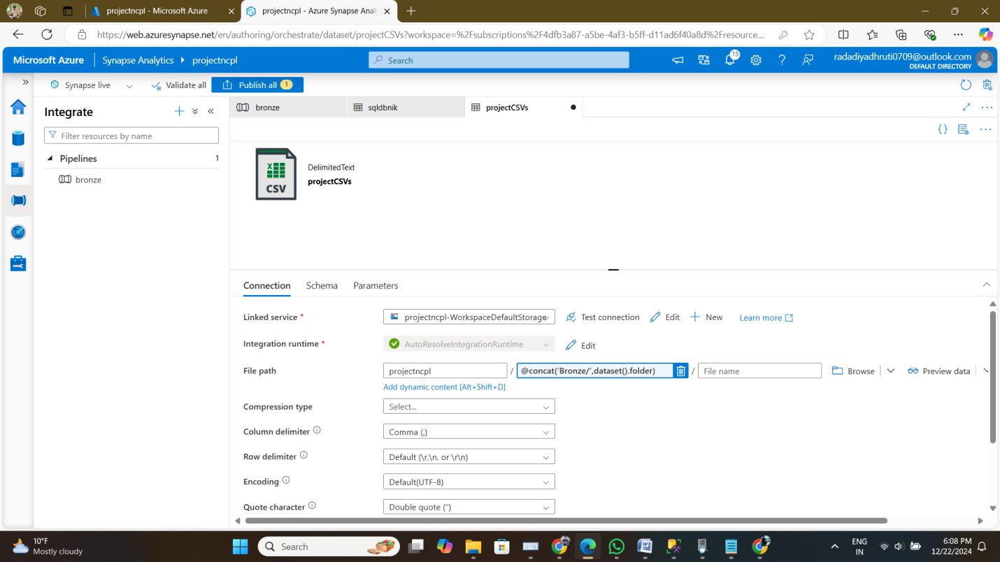 projectncpl - Microsoft Azure
projectncpl - Azure Synapse Anal
https://web.azuresynapse.net/en/authoring/orchestrate/dataset/projectCSVs?workspace=%2Fsubscriptions%2F4dfb3a87-a5be-4af3-b5ff-d11ad6f40a8d%2Fresource...
Microsoft Azure
Synapse Analytics
projectncpl
Search
15
radadiyadhruti0709@outlook.com
DEFAULT DIRECTORY
Synapse live
Validate all
Publish all
1
Integrate
Filter resources by name
Pipelines
1
bronze
bronze
sqldbnik
projectCSVs
CSV
DelimitedText
projectCSVs
Connection
Schema
Parameters
Linked service *
projectncpl-WorkspaceDefaultStorage
Test connection
Edit
New
Learn more
Integration runtime *
AutoResolveIntegrationRuntime
Edit
File path
projectncpl
/
@concat('Bronze/',dataset().folder)
/
File name
Browse
Preview data
Add dynamic content [Alt+Shift+D]
Compression type
Select...
Column delimiter
Comma (,)
Row delimiter
Default (\r,\n, or \r\n)
Encoding
Default(UTF-8)
Quote character
Double quote (")
10°F
Mostly cloudy
Search
ENG
IN
6:08 PM
12/22/2024